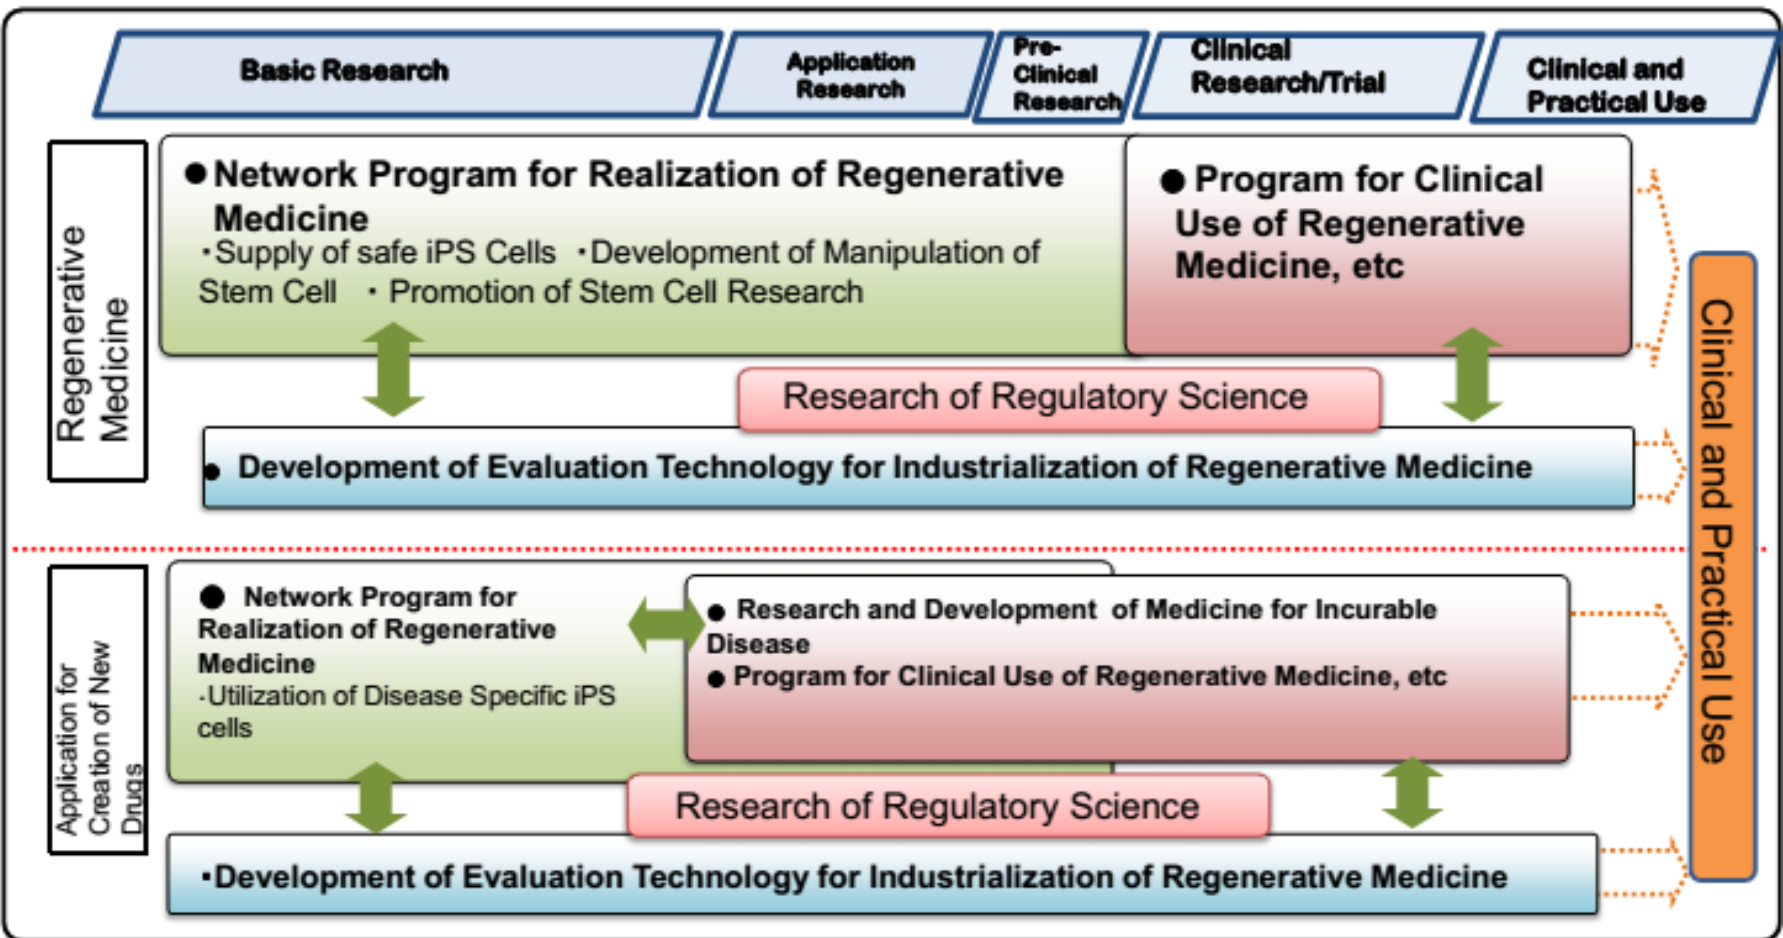 Basic Research
Application
Research
Pre-
Clinical
Research
Clinical
Research/Trial
Clinical and
Practical Use
Regenerative
Medicine
● Network Program for Realization of Regenerative
Medicine
・Supply of safe iPS Cells ・Development of Manipulation of
Stem Cell ・ Promotion of Stem Cell Research
● Program for Clinical
Use of Regenerative
Medicine, etc
Research of Regulatory Science
● Development of Evaluation Technology for Industrialization of Regenerative Medicine
Clinical and Practical Use
Application for
Creation of New
Drugs
● Network Program for
Realization of Regenerative
Medicine
·Utilization of Disease Specific iPS
cells
● Research and Development of Medicine for Incurable
Disease
● Program for Clinical Use of Regenerative Medicine, etc
Research of Regulatory Science
・Development of Evaluation Technology for Industrialization of Regenerative Medicine